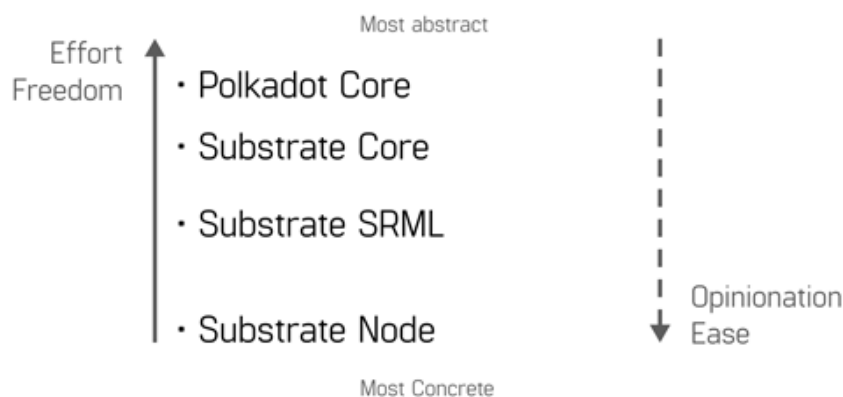 Most abstract
Effort
Freedom
· Polkadot Core
· Substrate Core
· Substrate SRML
· Substrate Node
Opinionation
Ease
Most Concrete